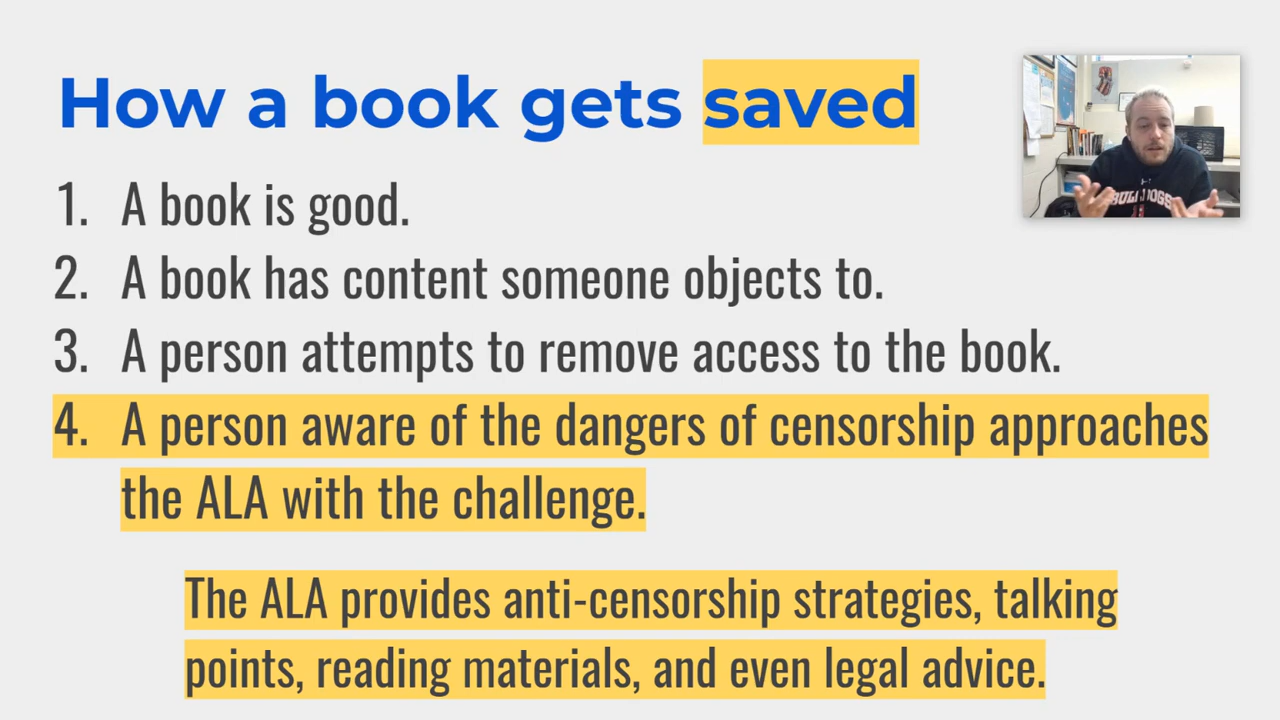 How a book gets saved
1. A book is good.
2. A book has content someone objects to.
3. A person attempts to remove access to the book.
4. A person aware of the dangers of censorship approaches
the ALA with the challenge.
The ALA provides anti-censorship strategies, talking
points, reading materials, and even legal advice.
BULLDOGS